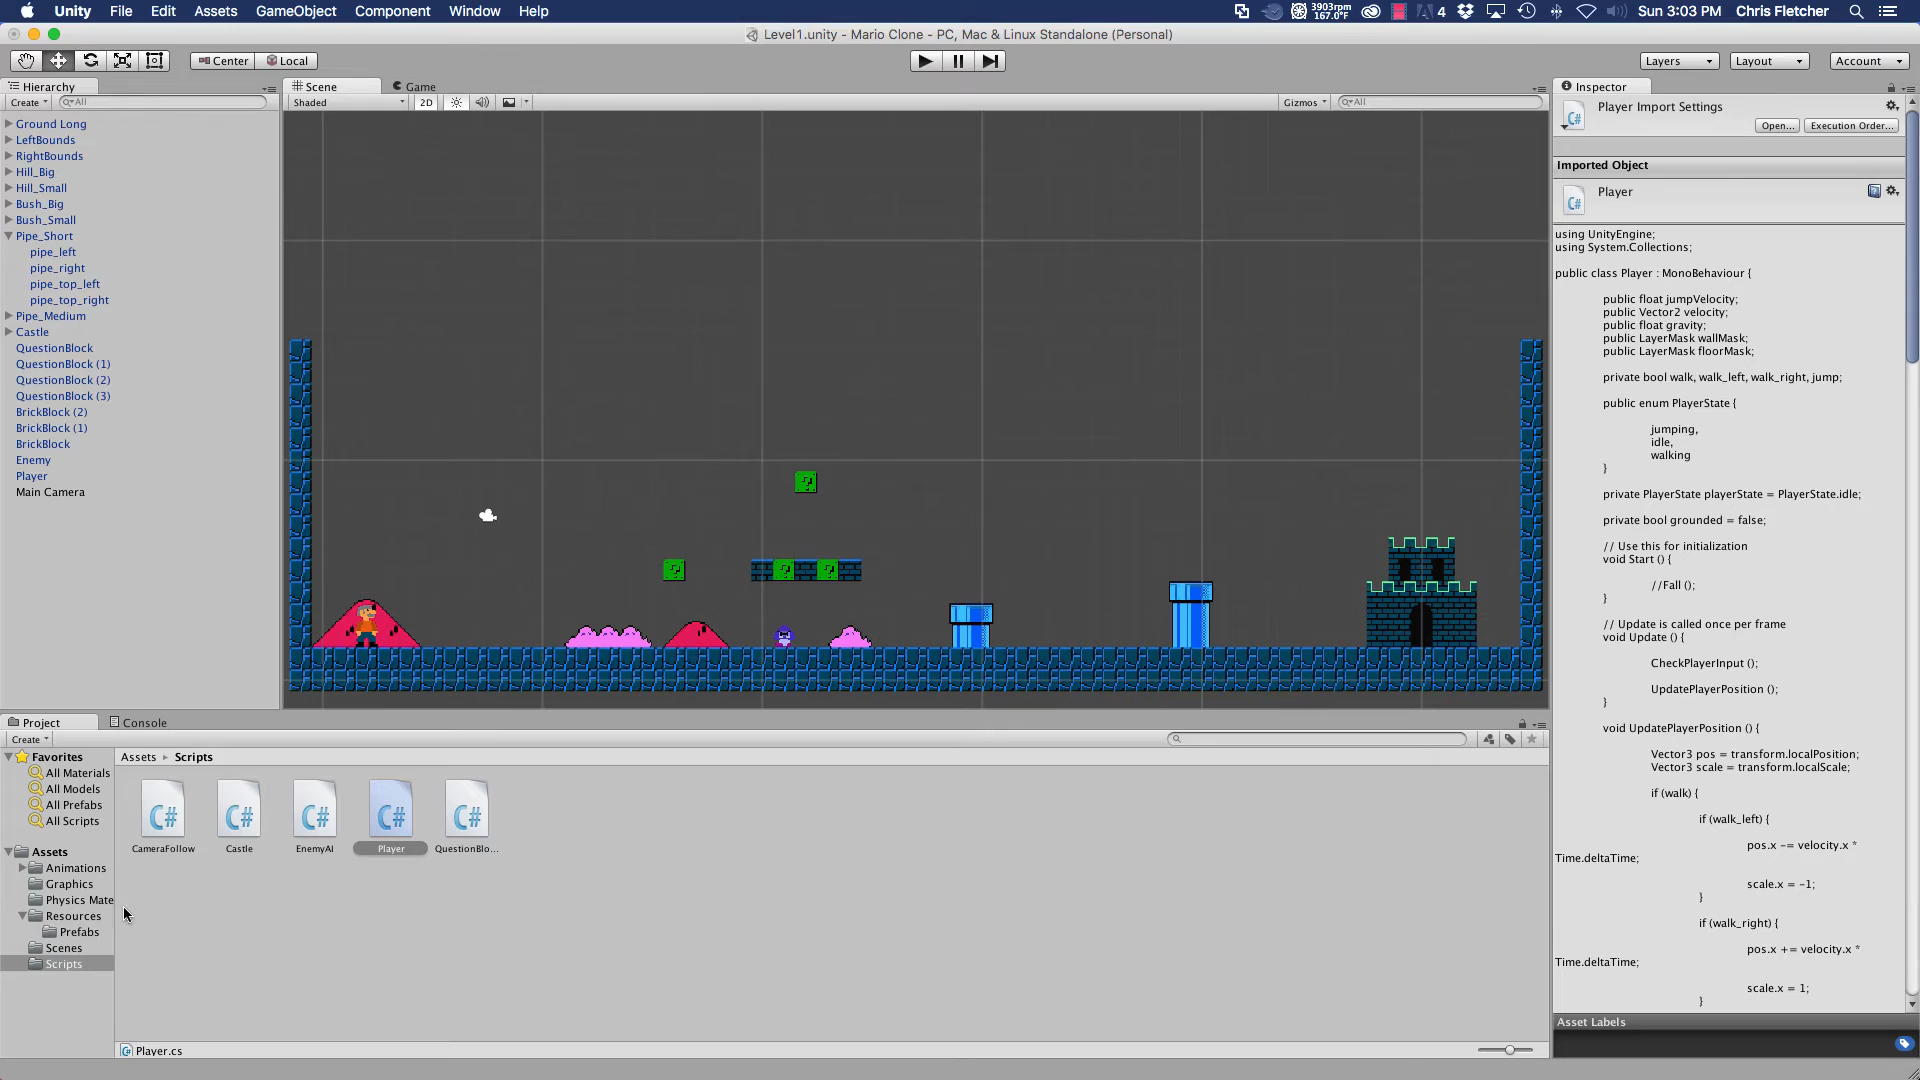 Unity File Edit Assets GameObject Component Window Help
3903rpm
167.0°F
4
Sun 3:03 PM Chris Fletcher
Level1.unity - Mario Clone - PC, Mac & Linux Standalone (Personal)
Center Local
Layers Layout Account
Hierarchy
Create All
Ground Long
LeftBounds
RightBounds
Hill_Big
Hill_Small
Bush_Big
Bush_Small
Pipe_Short
pipe_left
pipe_right
pipe_top_left
pipe_top_right
Pipe_Medium
Castle
QuestionBlock
QuestionBlock (1)
QuestionBlock (2)
QuestionBlock (3)
BrickBlock (2)
BrickBlock (1)
BrickBlock
Enemy
Player
Main Camera
Scene Game
Shaded 2D Gizmos All
?
?
?
?
Inspector
Player Import Settings
C#
Open... Execution Order...
Imported Object
Player
C#
using UnityEngine;
using System.Collections;
public class Player : MonoBehaviour {
public float jumpVelocity;
public Vector2 velocity;
public float gravity;
public LayerMask wallMask;
public LayerMask floorMask;
private bool walk, walk_left, walk_right, jump;
public enum PlayerState {
jumping,
idle,
walking
}
private PlayerState playerState = PlayerState.idle;
private bool grounded = false;
// Use this for initialization
void Start () {
//Fall ();
}
// Update is called once per frame
void Update () {
CheckPlayerInput ();
UpdatePlayerPosition ();
}
void UpdatePlayerPosition () {
Vector3 pos = transform.localPosition;
Vector3 scale = transform.localScale;
if (walk) {
if (walk_left) {
pos.x -= velocity.x *
Time.deltaTime;
scale.x = -1;
}
if (walk_right) {
pos.x += velocity.x *
Time.deltaTime;
scale.x = 1;
}
Asset Labels
Project Console
Create
Favorites
All Materials
All Models
All Prefabs
All Scripts
Assets
Animations
Graphics
Physics Mate
Resources
Prefabs
Scenes
Scripts
Assets Scripts
C# C# C# C# C#
CameraFollow Castle EnemyAI Player QuestionBlo...
Player.cs